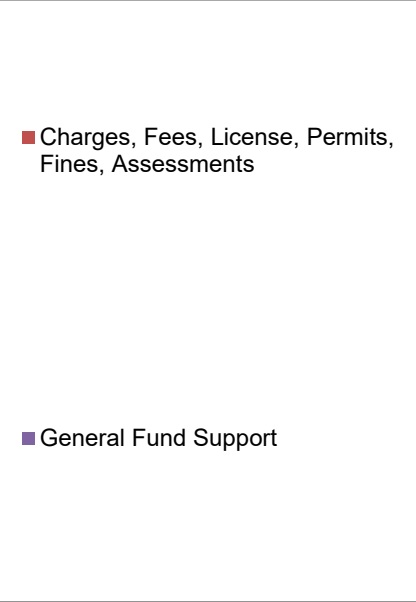 Charges, Fees, License, Permits,
Fines, Assessments
General Fund Support